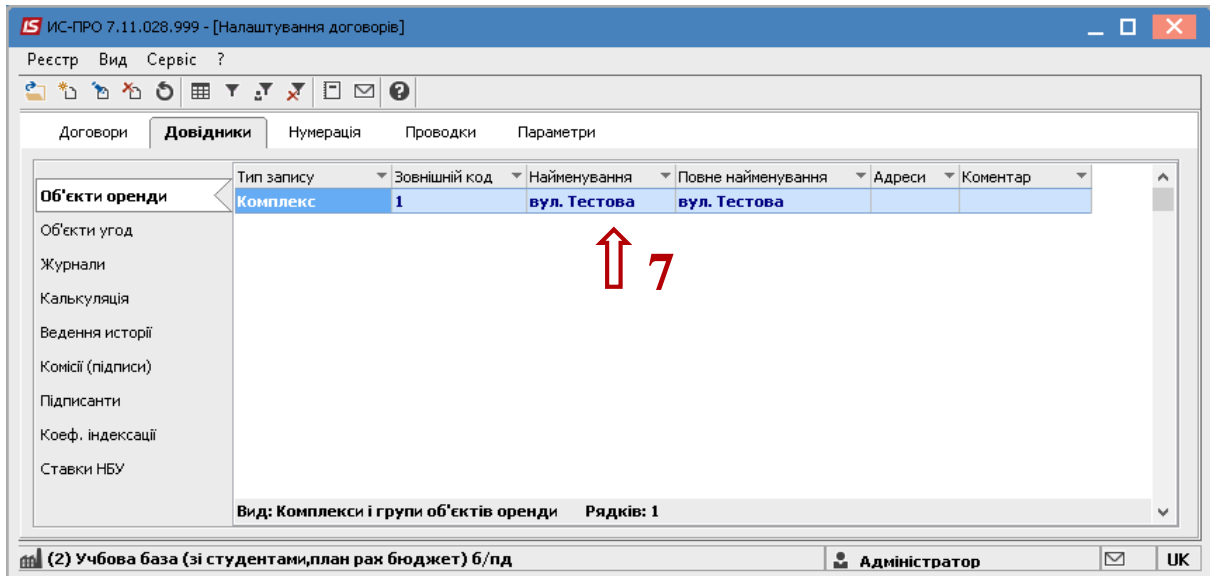 ИС-ПРО 7.11.028.999 - [Налаштування договорів]
Реєстр Вид Сервіс ?
Договори Довідники Нумерація Проводки Параметри
Тип запису Зовнішній код Найменування Повне найменування Адреси Коментар
Комплекс 1 вул. Тестова вул. Тестова
7
Об'єкти оренди
Об'єкти угод
Журнали
Калькуляція
Ведення історії
Комісії (підписи)
Підписанти
Коеф. індексації
Ставки НБУ
Вид: Комплекси і групи об'єктів оренди Рядків: 1
(2) Учбова база (зі студентами,план рах бюджет) б/пд Адміністратор UK